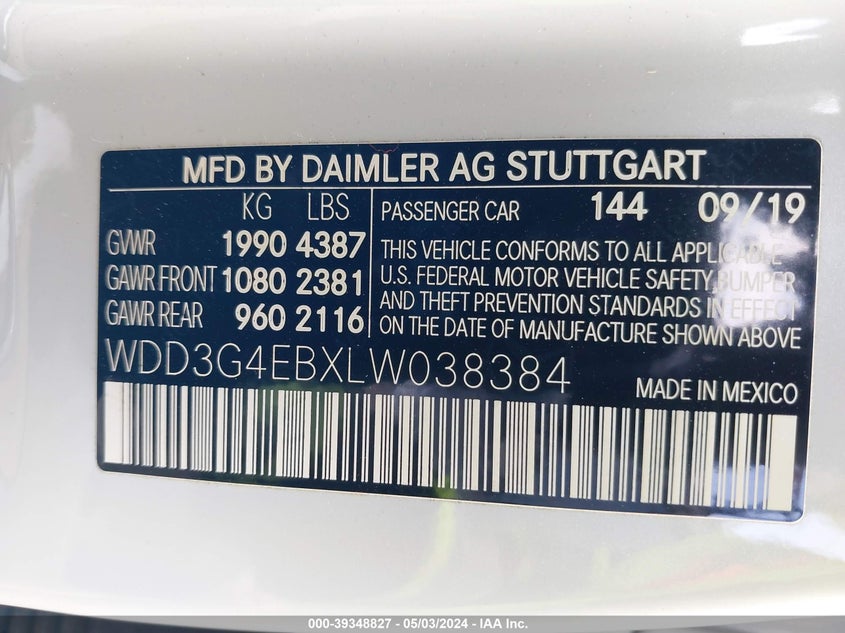 MFD BY DAIMLER AG STUTTGART
KG LBS
GVWR 1990 4387
GAWR FRONT 1080 2381
GAWR REAR 960 2116
PASSENGER CAR 144 09/19
THIS VEHICLE CONFORMS TO ALL APPLICABLE
U.S. FEDERAL MOTOR VEHICLE SAFETY, BUMPER
AND THEFT PREVENTION STANDARDS IN EFFECT
ON THE DATE OF MANUFACTURE SHOWN ABOVE
WDD3G4EBXLW038384
MADE IN MEXICO
000-39348827 - 05/03/2024 - IAA Inc.